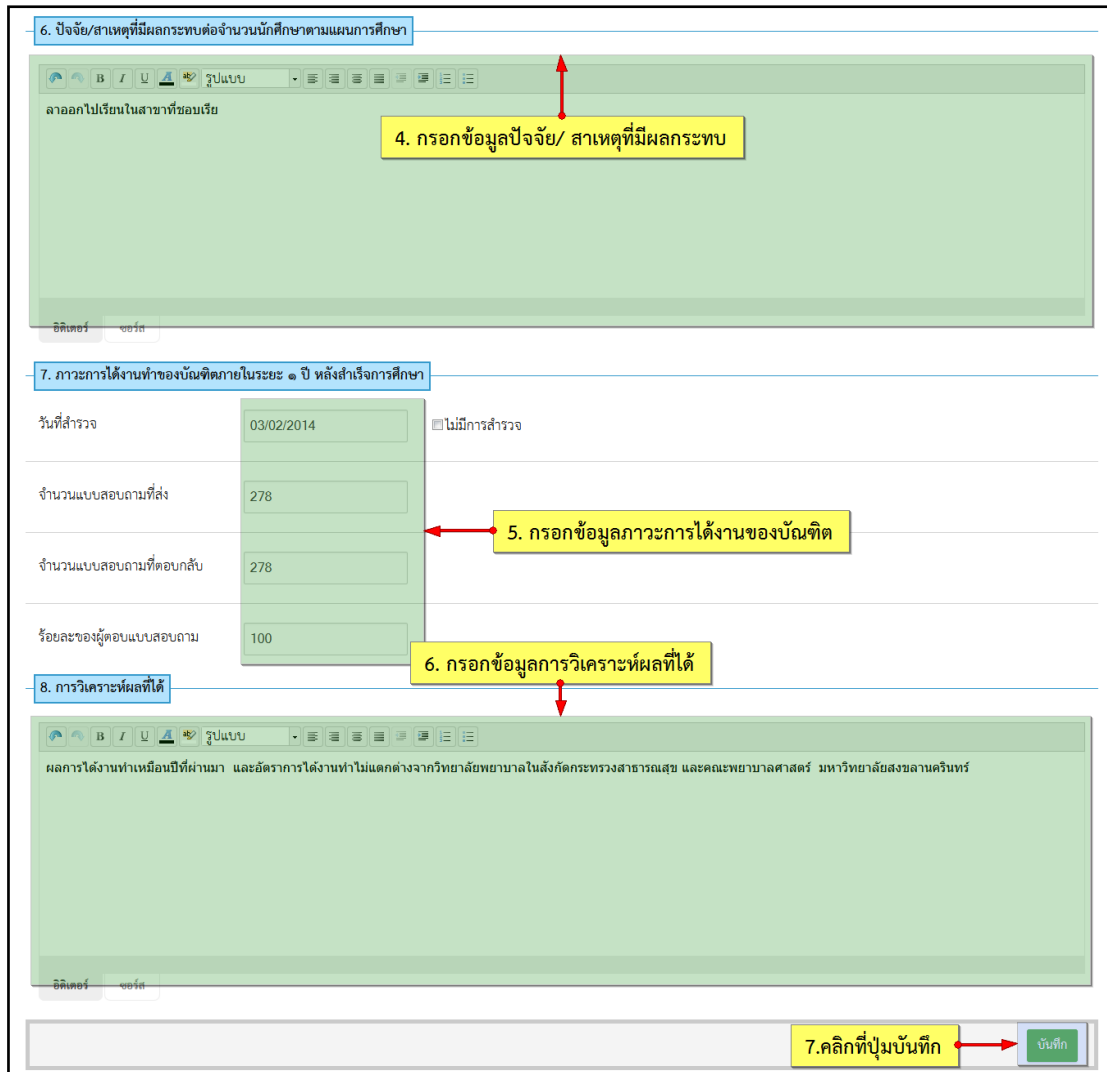 6. ปัจจัย/สาเหตุที่มีผลกระทบต่อจำนวนนักศึกษาตามแผนการศึกษา
B I U A ab รูปแบบ
ลาออกไปเรียนในสาขาที่ชอบเรีย
4. กรอกข้อมูลปัจจัย/ สาเหตุที่มีผลกระทบ
อีดิเตอร์ ซอร์ส
7. ภาวะการได้งานทำของบัณฑิตภายในระยะ ๑ ปี หลังสำเร็จการศึกษา
วันที่สำรวจ 03/02/2014 ไม่มีการสำรวจ
จำนวนแบบสอบถามที่ส่ง 278
5. กรอกข้อมูลภาวะการได้งานของบัณฑิต
จำนวนแบบสอบถามที่ตอบกลับ 278
ร้อยละของผู้ตอบแบบสอบถาม 100
6. กรอกข้อมูลการวิเคราะห์ผลที่ได้
8. การวิเคราะห์ผลที่ได้
B I U A ab รูปแบบ
ผลการได้งานทำเหมือนปีที่ผ่านมา และอัตราการได้งานทำไม่แตกต่างจากวิทยาลัยพยาบาลในสังกัดกระทรวงสาธารณสุข และคณะพยาบาลศาสตร์ มหาวิทยาลัยสงขลานครินทร์
อีดิเตอร์ ซอร์ส
7.คลิกที่ปุ่มบันทึก บันทึก